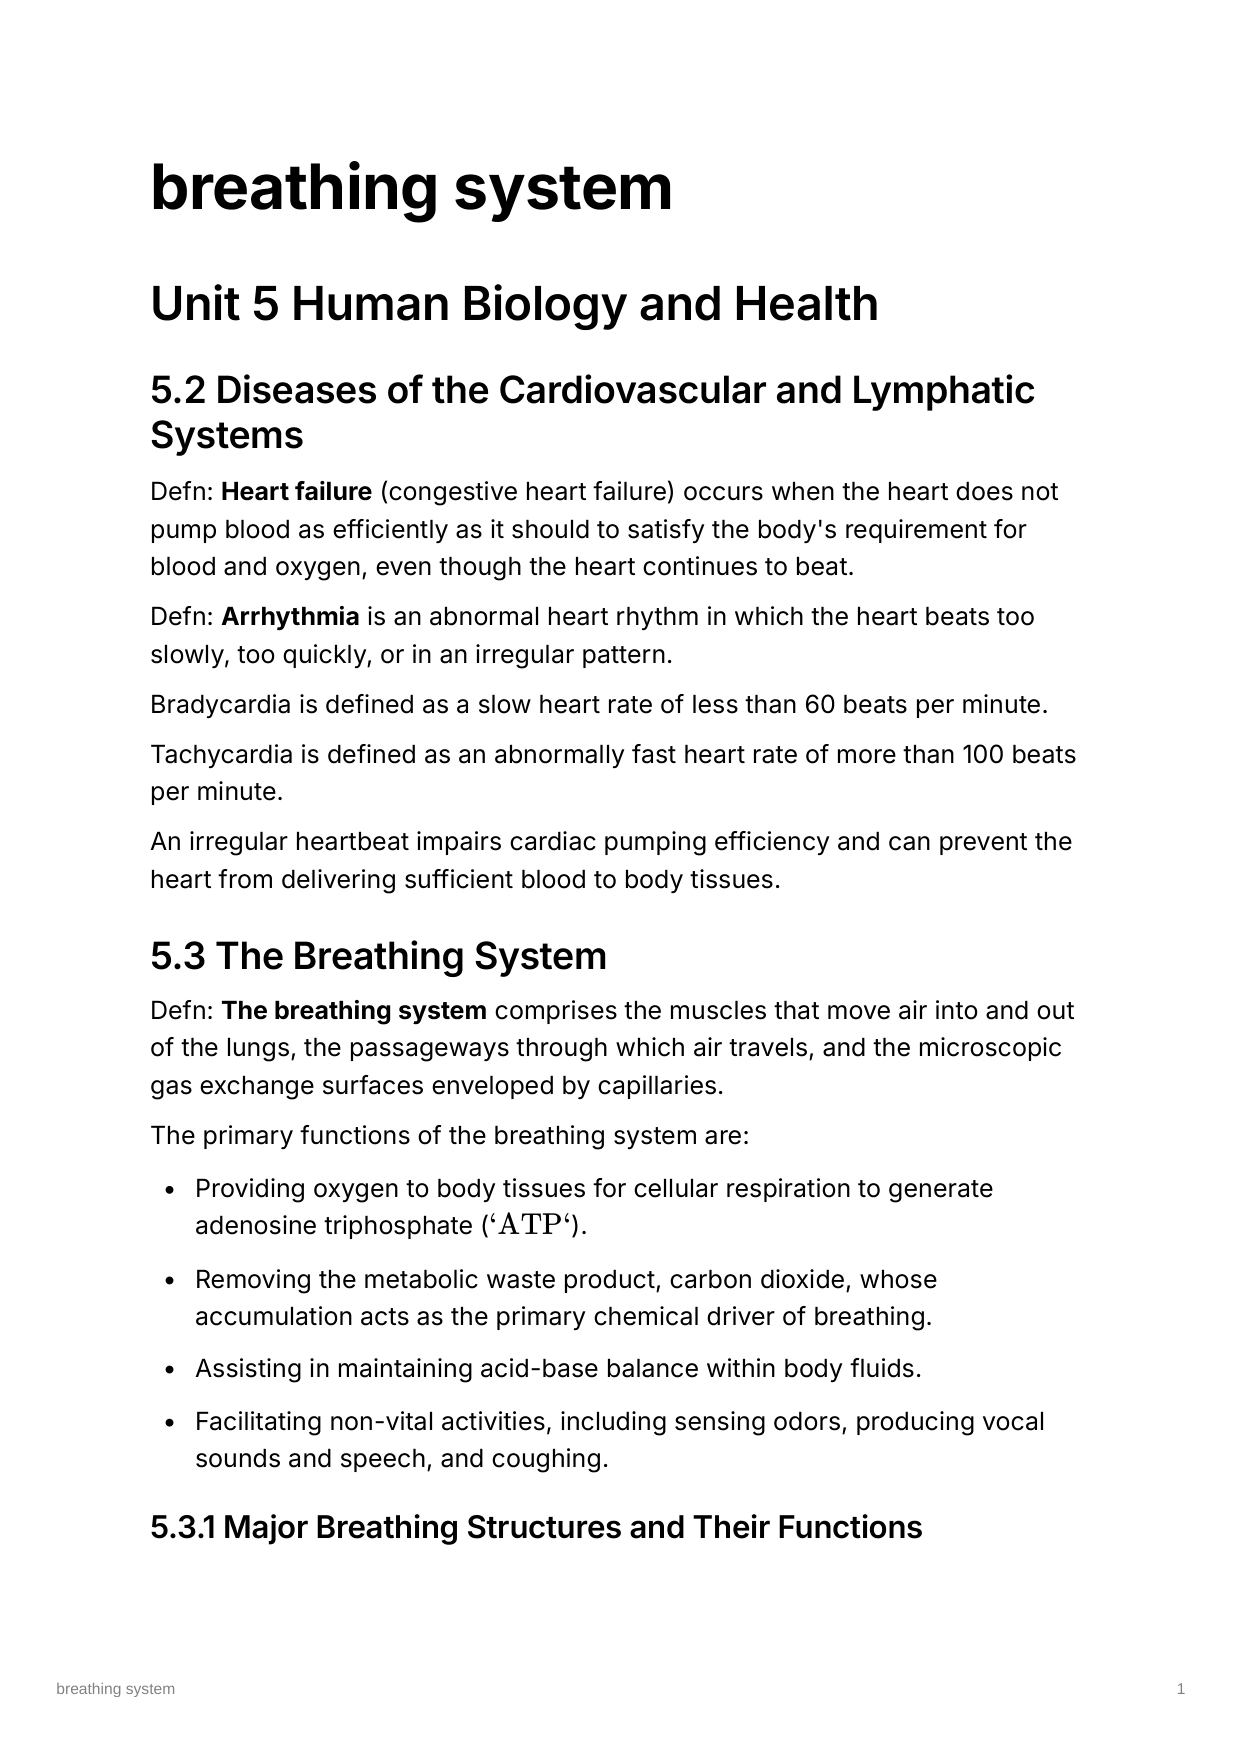 breathing system
Unit 5 Human Biology and Health
5.2 Diseases of the Cardiovascular and Lymphatic
Systems
Defn: Heart failure (congestive heart failure) occurs when the heart does not
pump blood as efficiently as it should to satisfy the body's requirement for
blood and oxygen, even though the heart continues to beat.
Defn: Arrhythmia is an abnormal heart rhythm in which the heart beats too
slowly, too quickly, or in an irregular pattern.
Bradycardia is defined as a slow heart rate of less than 60 beats per minute.
Tachycardia is defined as an abnormally fast heart rate of more than 100 beats
per minute.
An irregular heartbeat impairs cardiac pumping efficiency and can prevent the
heart from delivering sufficient blood to body tissues.
5.3 The Breathing System
Defn: The breathing system comprises the muscles that move air into and out
of the lungs, the passageways through which air travels, and the microscopic
gas exchange surfaces enveloped by capillaries.
The primary functions of the breathing system are:
• Providing oxygen to body tissues for cellular respiration to generate
adenosine triphosphate (‘ATP‘).
• Removing the metabolic waste product, carbon dioxide, whose
accumulation acts as the primary chemical driver of breathing.
• Assisting in maintaining acid-base balance within body fluids.
• Facilitating non-vital activities, including sensing odors, producing vocal
sounds and speech, and coughing.
5.3.1 Major Breathing Structures and Their Functions
breathing system 1